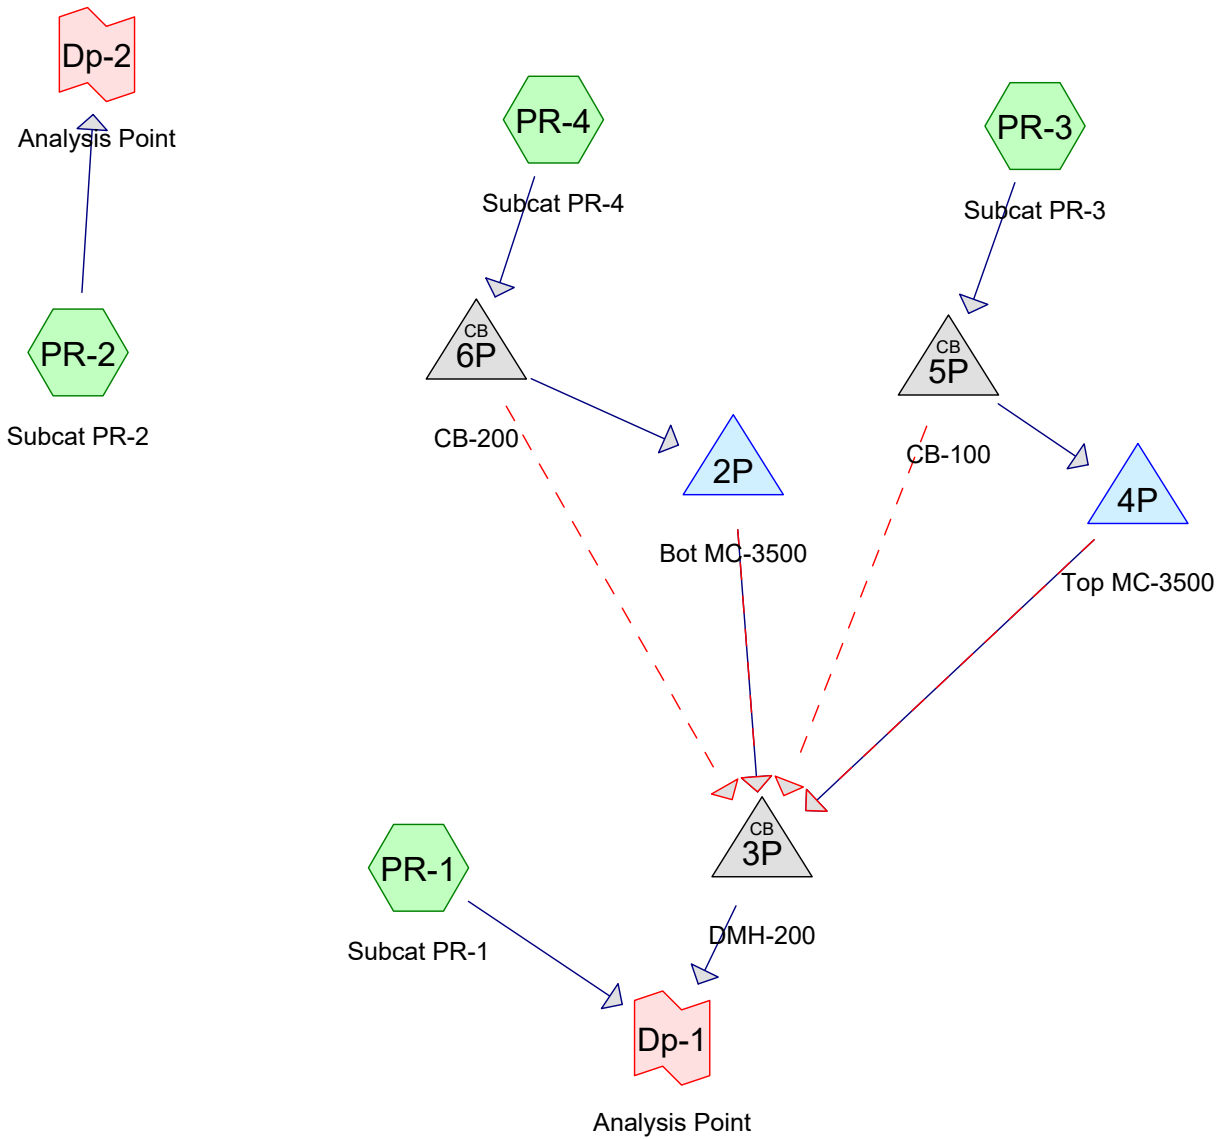 Dp-2
Analysis Point
PR-4
Subcat PR-4
PR-3
Subcat PR-3
PR-2
Subcat PR-2
CB
6P
CB-200
CB
5P
CB-100
2P
Bot MC-3500
4P
Top MC-3500
CB
3P
DMH-200
PR-1
Subcat PR-1
Dp-1
Analysis Point